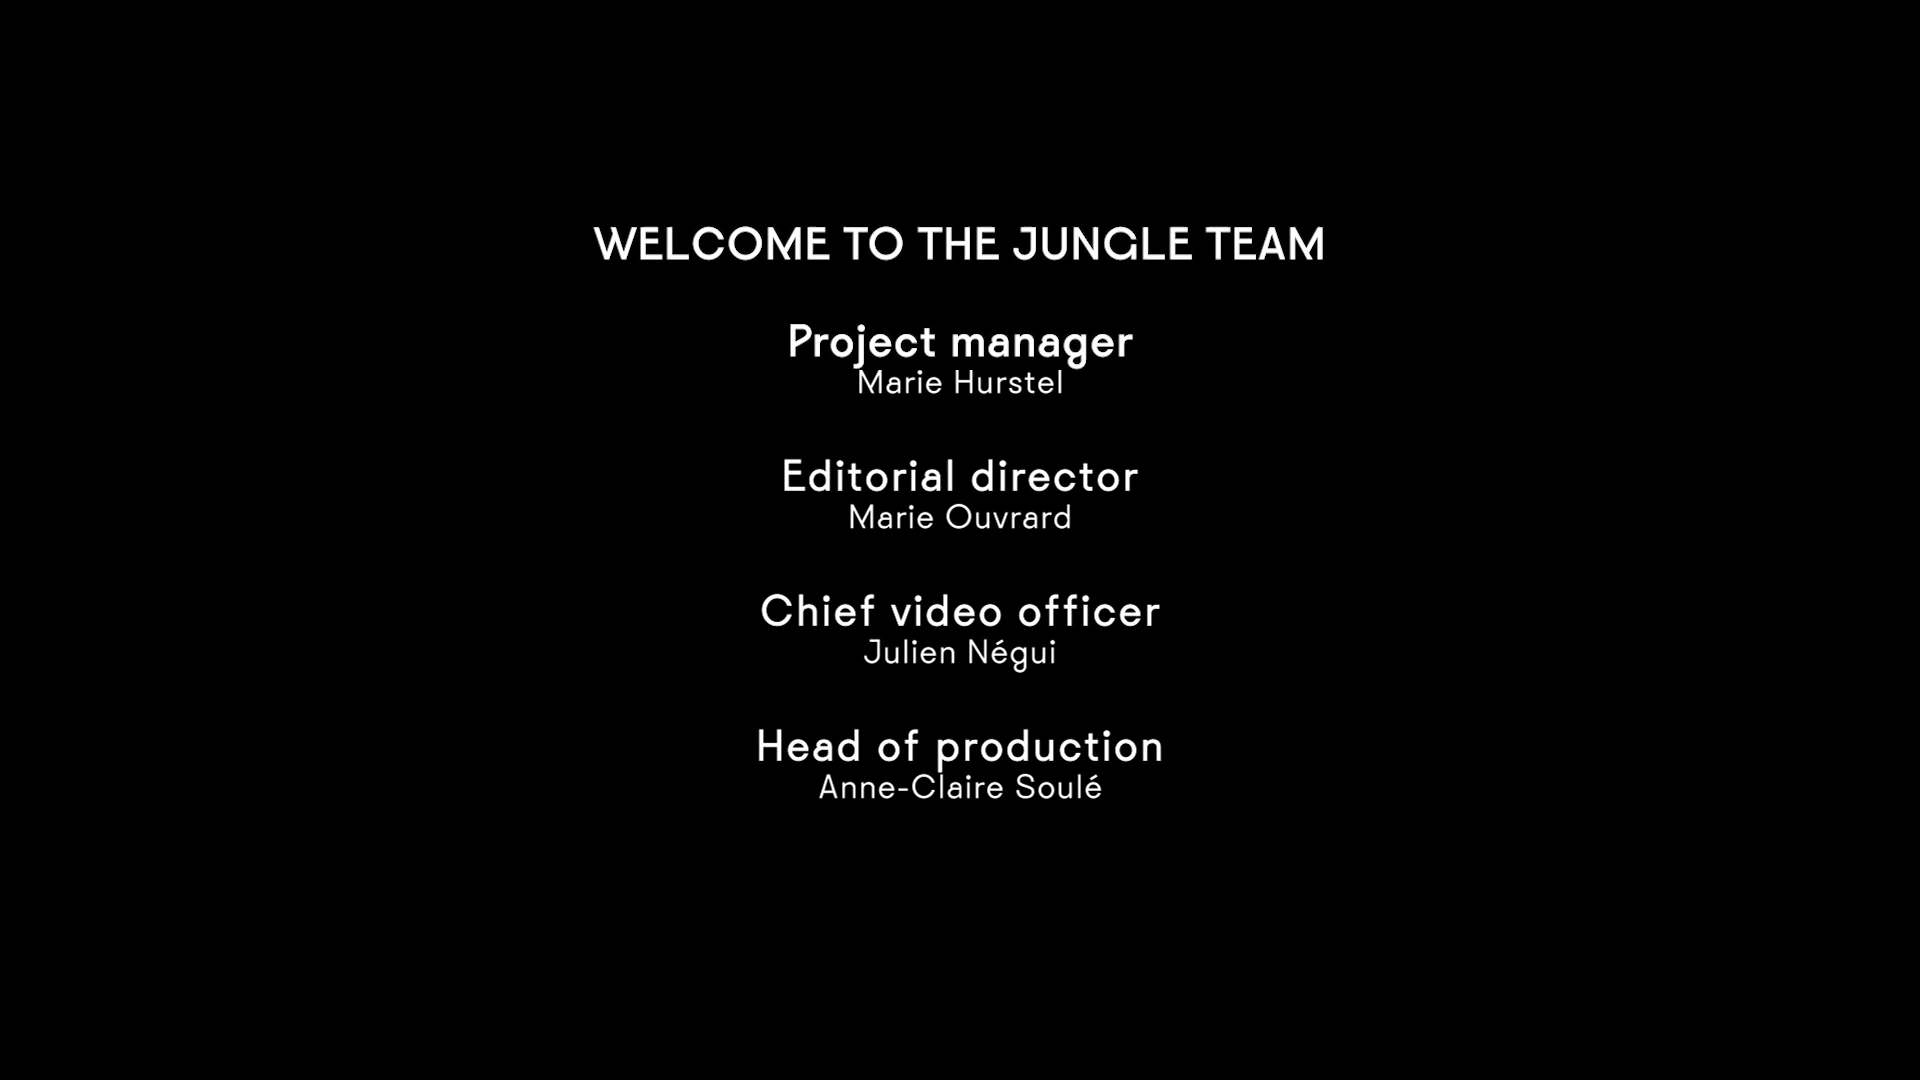 WELCOME TO THE JUNGLE TEAM
Project manager
Marie Hurstel
Editorial director
Marie Ouvrard
Chief video officer
Julien Négui
Head of production
Anne-Claire Soulé